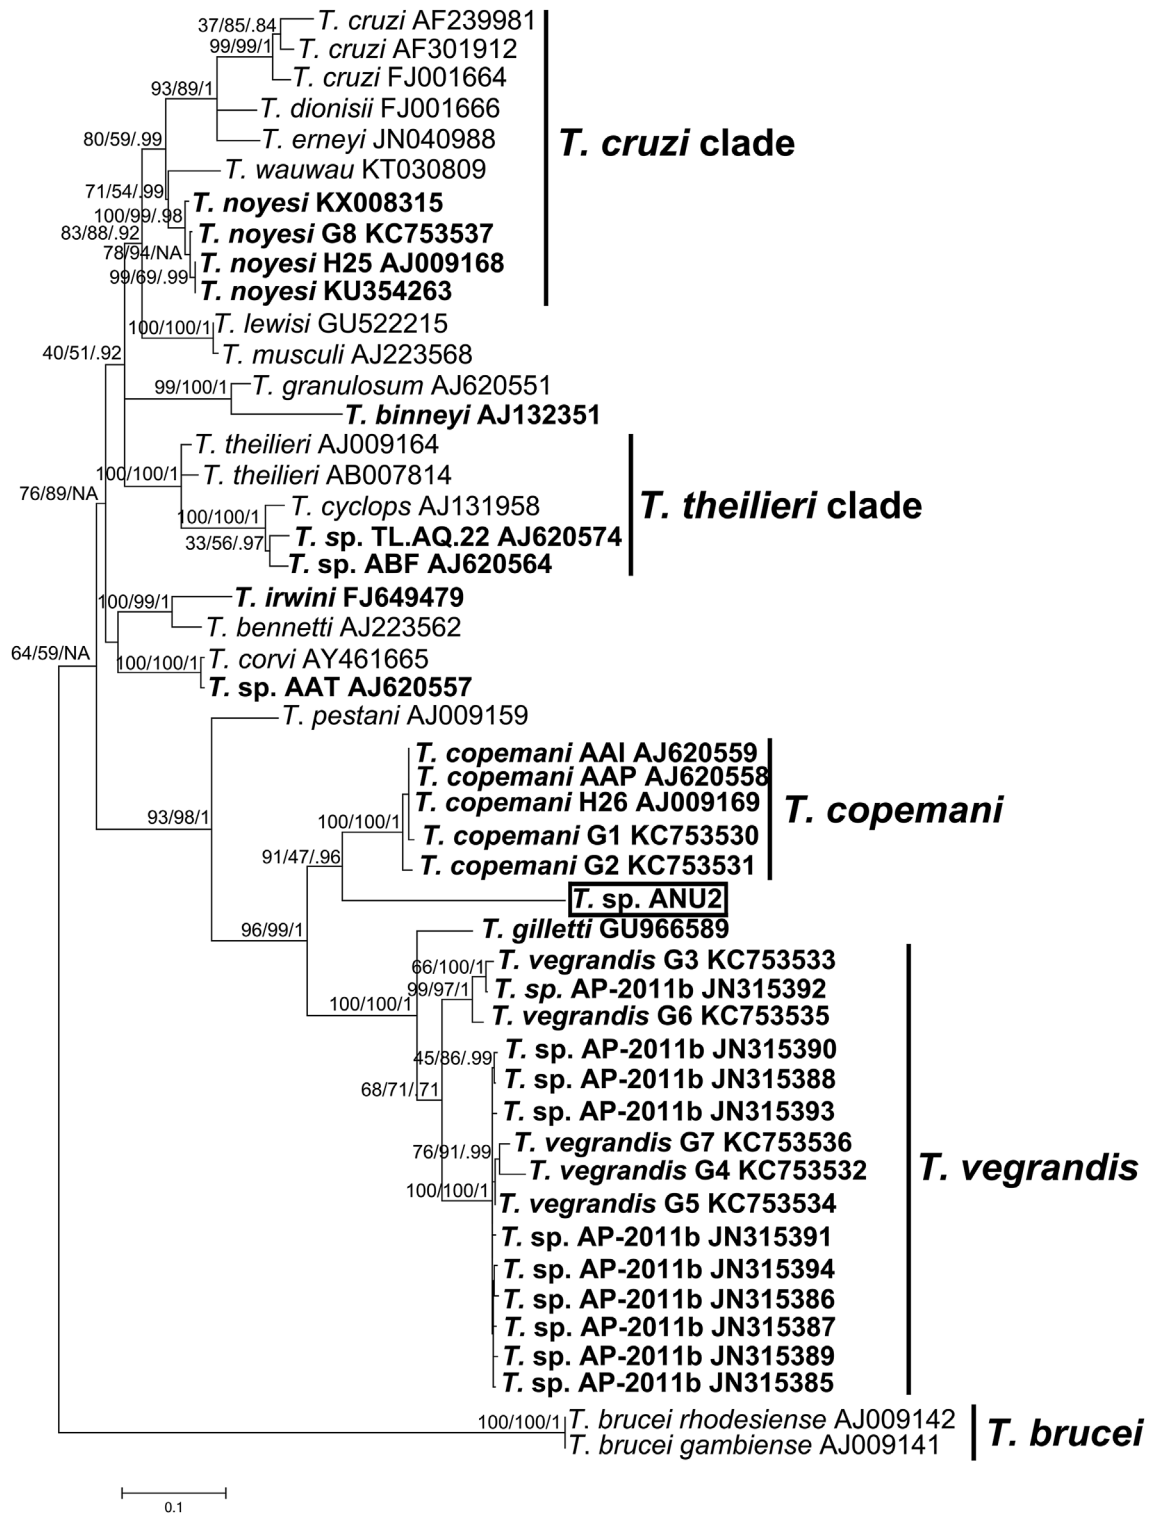 37/85/.84
T. cruzi AF239981
99/99/1
T. cruzi AF301912
T. cruzi FJ001664
93/89/1
T. dionisii FJ001666
T. erneyi JN040988
T. cruzi clade
80/59/.99
T. wauwau KT030809
71/54/.99
T. noyesi KX008315
100/99/.98
83/88/.92
T. noyesi G8 KC753537
78/94/NA
T. noyesi H25 AJ009168
99/69/.99
T. noyesi KU354263
100/100/1
T. lewisi GU522215
T. musculi AJ223568
40/51/.92
99/100/1
T. granulosum AJ620551
T. binneyi AJ132351
T. theilieri AJ009164
100/100/1
T. theilieri AB007814
76/89/NA
T. cyclops AJ131958
T. theilieri clade
100/100/1
T. sp. TL.AQ.22 AJ620574
33/56/.97
T. sp. ABF AJ620564
100/99/1
T. irwini FJ649479
T. bennetti AJ223562
64/59/NA
100/100/1
T. corvi AY461665
T. sp. AAT AJ620557
T. pestani AJ009159
T. copemani AAI AJ620559
T. copemani AAP AJ620558
T. copemani H26 AJ009169
T. copemani
93/98/1
100/100/1
T. copemani G1 KC753530
91/47/.96
T. copemani G2 KC753531
T. sp. ANU2
96/99/1
T. gilletti GU966589
T. vegrandis G3 KC753533
66/100/1
99/97/1
T. sp. AP-2011b JN315392
100/100/1
T. vegrandis G6 KC753535
T. sp. AP-2011b JN315390
45/86/.99
T. sp. AP-2011b JN315388
68/71/.71
T. sp. AP-2011b JN315393
T. vegrandis G7 KC753536
76/91/.99
T. vegrandis G4 KC753532
T. vegrandis
100/100/1
T. vegrandis G5 KC753534
T. sp. AP-2011b JN315391
T. sp. AP-2011b JN315394
T. sp. AP-2011b JN315386
T. sp. AP-2011b JN315387
T. sp. AP-2011b JN315389
T. sp. AP-2011b JN315385
100/100/1
T. brucei rhodesiense AJ009142
T. brucei gambiense AJ009141
T. brucei
0.1